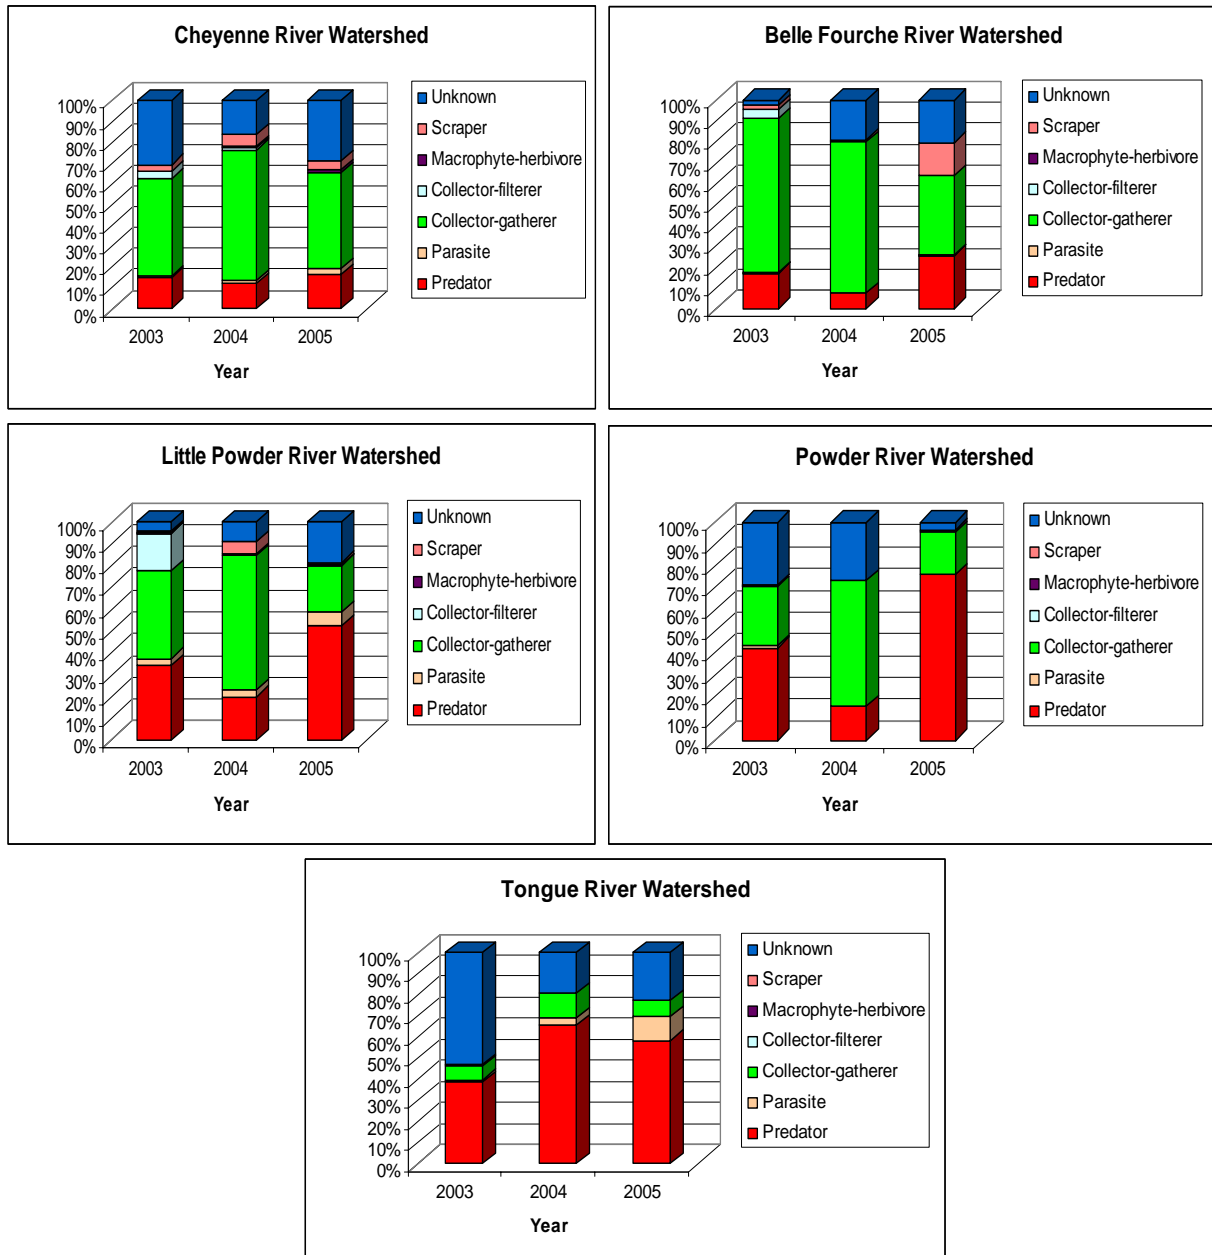 Cheyenne River Watershed
100%
90%
80%
70%
60%
50%
40%
30%
20%
10%
0%
2003 2004 2005
Year
Unknown
Scraper
Macrophyte-herbivore
Collector-filterer
Collector-gatherer
Parasite
Predator
Belle Fourche River Watershed
100%
90%
80%
70%
60%
50%
40%
30%
20%
10%
0%
2003 2004 2005
Year
Unknown
Scraper
Macrophyte-herbivore
Collector-filterer
Collector-gatherer
Parasite
Predator
Little Powder River Watershed
100%
90%
80%
70%
60%
50%
40%
30%
20%
10%
0%
2003 2004 2005
Year
Unknown
Scraper
Macrophyte-herbivore
Collector-filterer
Collector-gatherer
Parasite
Predator
Powder River Watershed
100%
90%
80%
70%
60%
50%
40%
30%
20%
10%
0%
2003 2004 2005
Year
Unknown
Scraper
Macrophyte-herbivore
Collector-filterer
Collector-gatherer
Parasite
Predator
Tongue River Watershed
100%
90%
80%
70%
60%
50%
40%
30%
20%
10%
0%
2003 2004 2005
Year
Unknown
Scraper
Macrophyte-herbivore
Collector-filterer
Collector-gatherer
Parasite
Predator